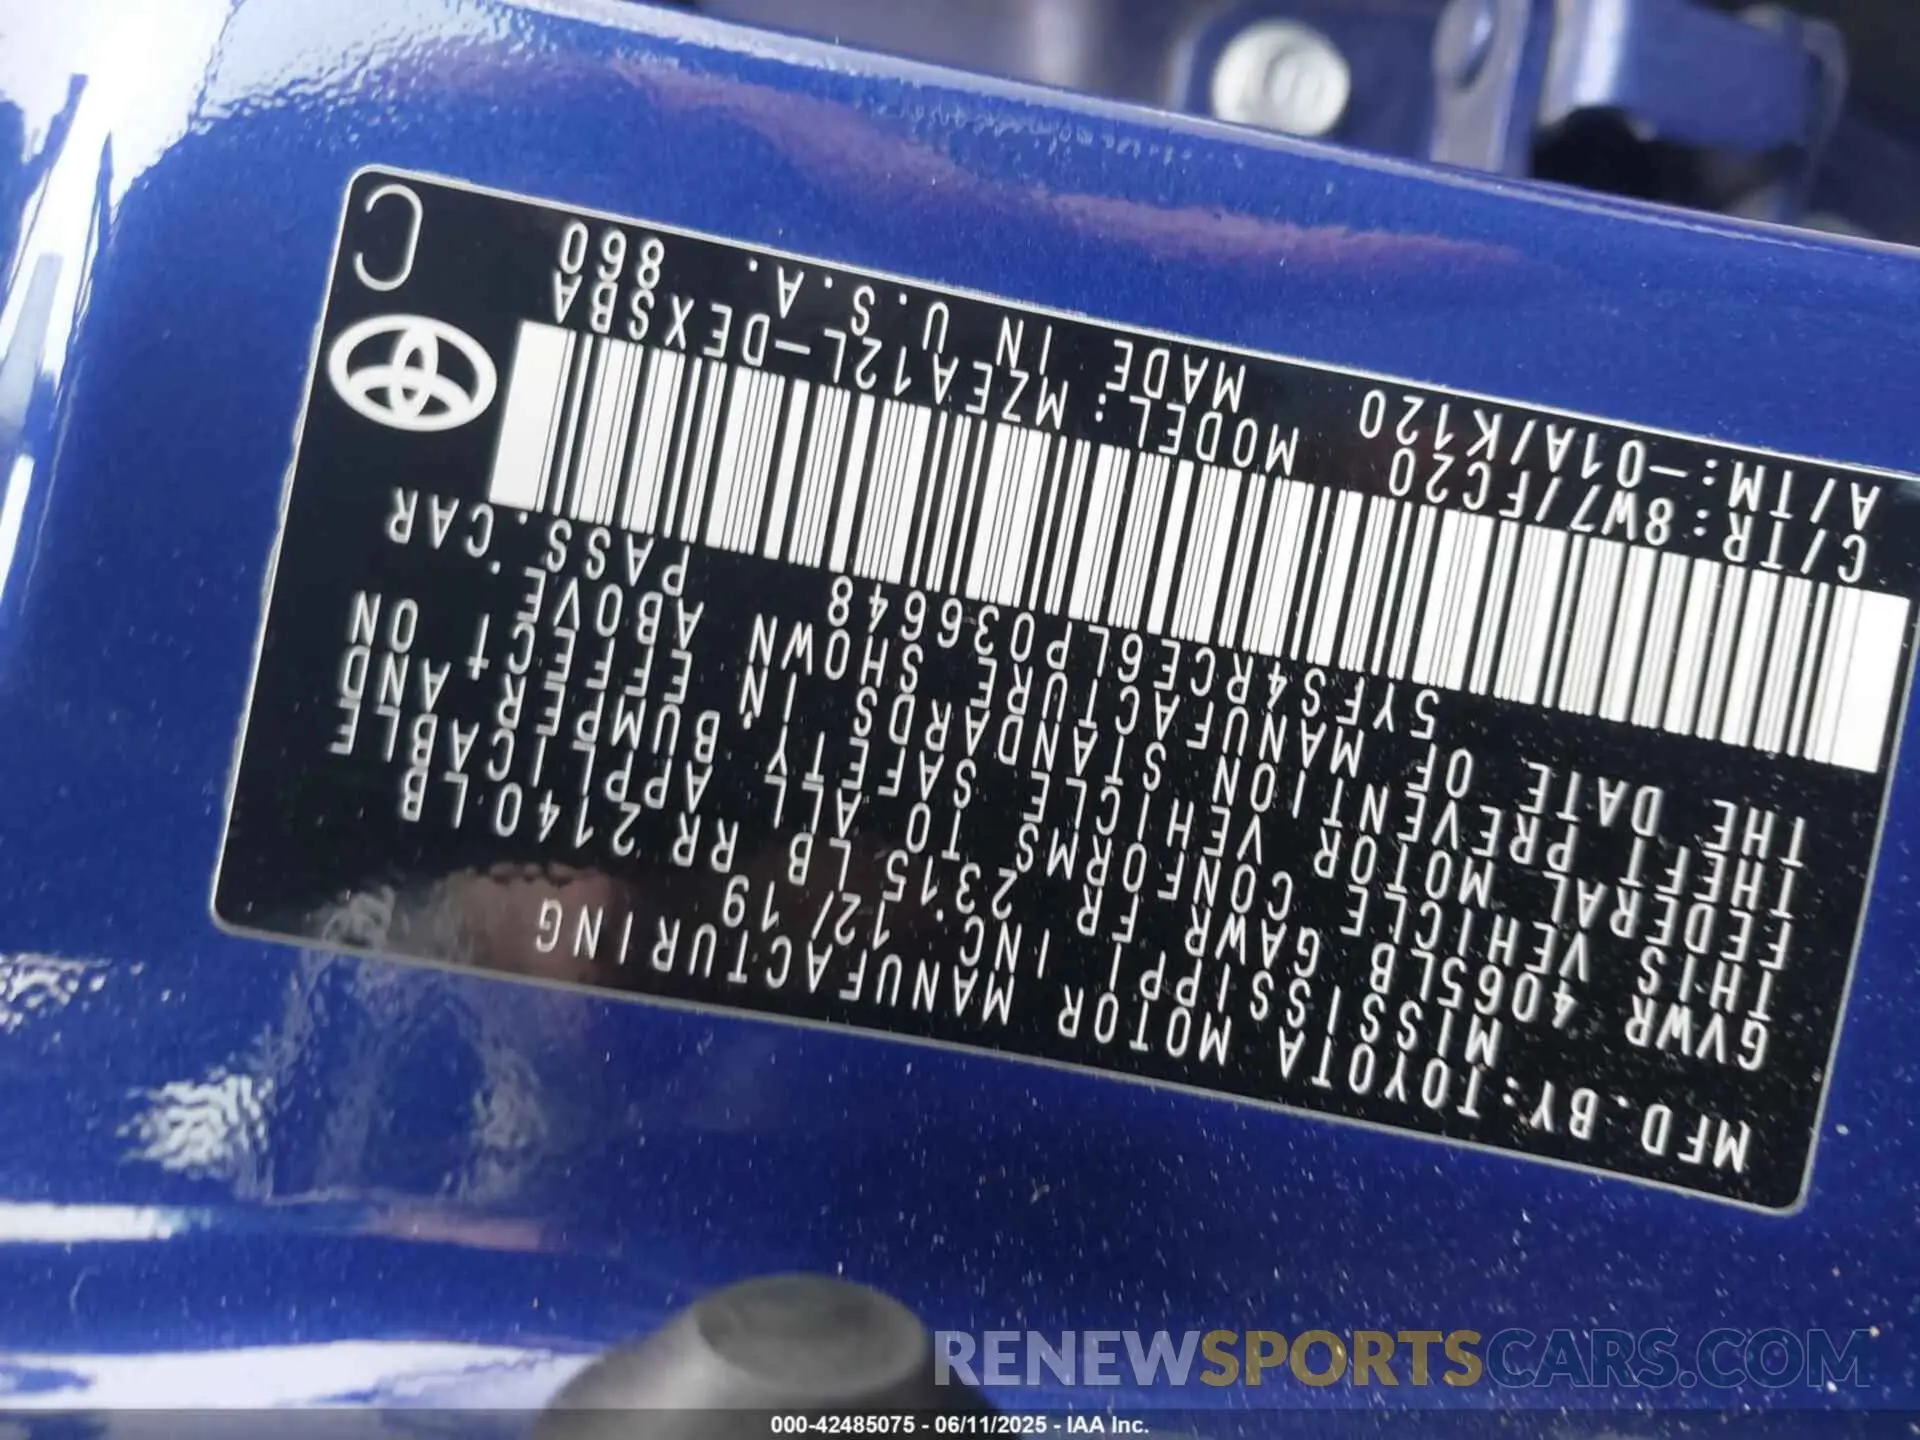 MFD.BY:TOYOTA MOTOR MANUFACTURING
MISSISSIPPI INC. 12/19
GVWR 4065LB GAWR FR 2315LB RR 2140LB
THIS VEHICLE CONFORMS TO ALL APPLICABLE
FEDERAL MOTOR VEHICLE SAFETY, BUMPER, AND
THEFT PREVENTION STANDARDS IN EFFECT ON
THE DATE OF MANUFACTURE SHOWN ABOVE.
5YFS4RCE6LP036648 PASS.CAR
C/TR:8W7/FC20 MODEL:MZEA12L-DEXSBA
A/TM:-01A/K120 MADE IN U.S.A. 860
C
RENEWSPORTSCARS.COM
000-42485075 - 06/11/2025 - IAA Inc.